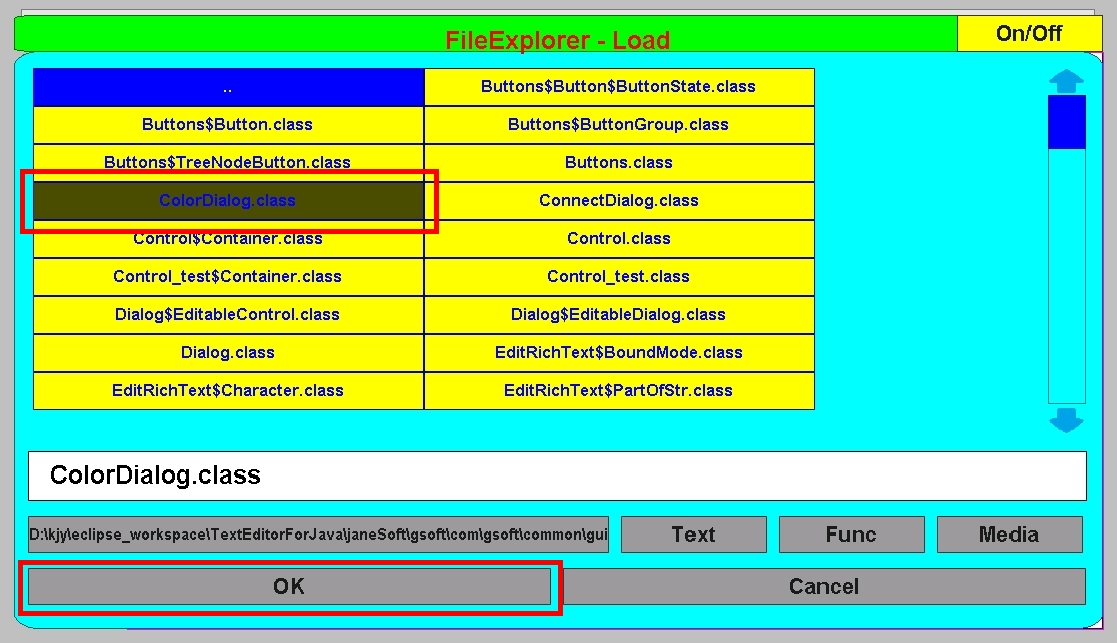 FileExplorer - Load
On/Off
..
Buttons$Button$ButtonState.class
Buttons$Button.class
Buttons$ButtonGroup.class
Buttons$TreeNodeButton.class
Buttons.class
ColorDialog.class
ConnectDialog.class
Control$Container.class
Control.class
Control_test$Container.class
Control_test.class
Dialog$EditableControl.class
Dialog$EditableDialog.class
Dialog.class
EditRichText$BoundMode.class
EditRichText$Character.class
EditRichText$PartOfStr.class
ColorDialog.class
D:\kjy\eclipse_workspace\TextEditorForJava\janeSoft\gsoft\com\gsoft\common\gui
Text
Func
Media
OK
Cancel